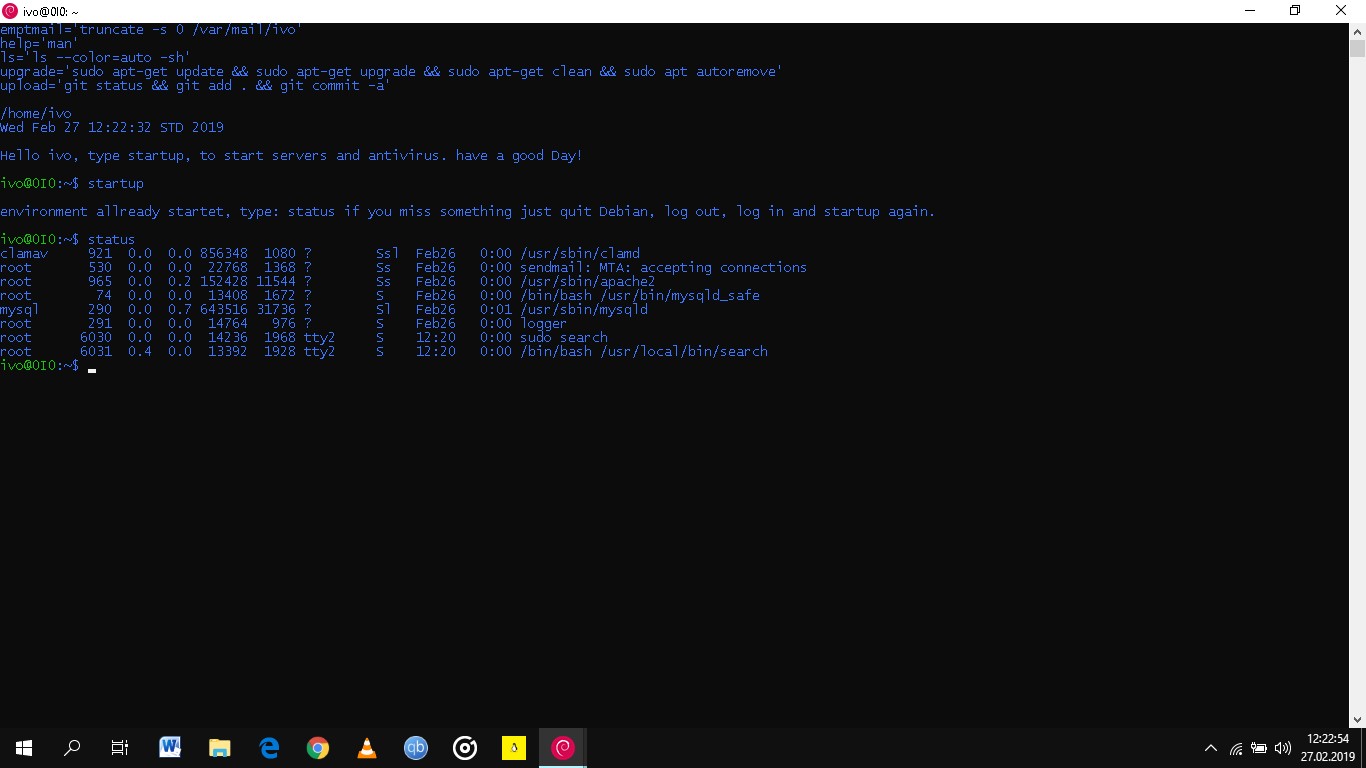 ivo@0I0: ~
emptmail='truncate -s 0 /var/mail/ivo'
help='man'
ls='ls --color=auto -sh'
upgrade='sudo apt-get update && sudo apt-get upgrade && sudo apt-get clean && sudo apt autoremove'
upload='git status && git add . && git commit -a'
/home/ivo
Wed Feb 27 12:22:32 STD 2019
Hello ivo, type startup, to start servers and antivirus. have a good Day!
ivo@0I0:~$ startup
environment allready startet, type: status if you miss something just quit Debian, log out, log in and startup again.
ivo@0I0:~$ status
clamav     921  0.0  0.0 856348  1080 ?        Ssl  Feb26   0:00 /usr/sbin/clamd
root       530  0.0  0.0  22768  1368 ?        Ss   Feb26   0:00 sendmail: MTA: accepting connections
root       965  0.0  0.2 152428 11544 ?        Ss   Feb26   0:00 /usr/sbin/apache2
root        74  0.0  0.0  13408  1672 ?        S    Feb26   0:00 /bin/bash /usr/bin/mysqld_safe
mysql      290  0.0  0.7 643516 31736 ?        Sl   Feb26   0:01 /usr/sbin/mysqld
root       291  0.0  0.0  14764   976 ?        S    Feb26   0:00 logger
root      6030  0.0  0.0  14236  1968 tty2     S    12:20   0:00 sudo search
root      6031  0.4  0.0  13392  1928 tty2     S    12:20   0:00 /bin/bash /usr/local/bin/search
ivo@0I0:~$
W
qb
12:22:54
27.02.2019